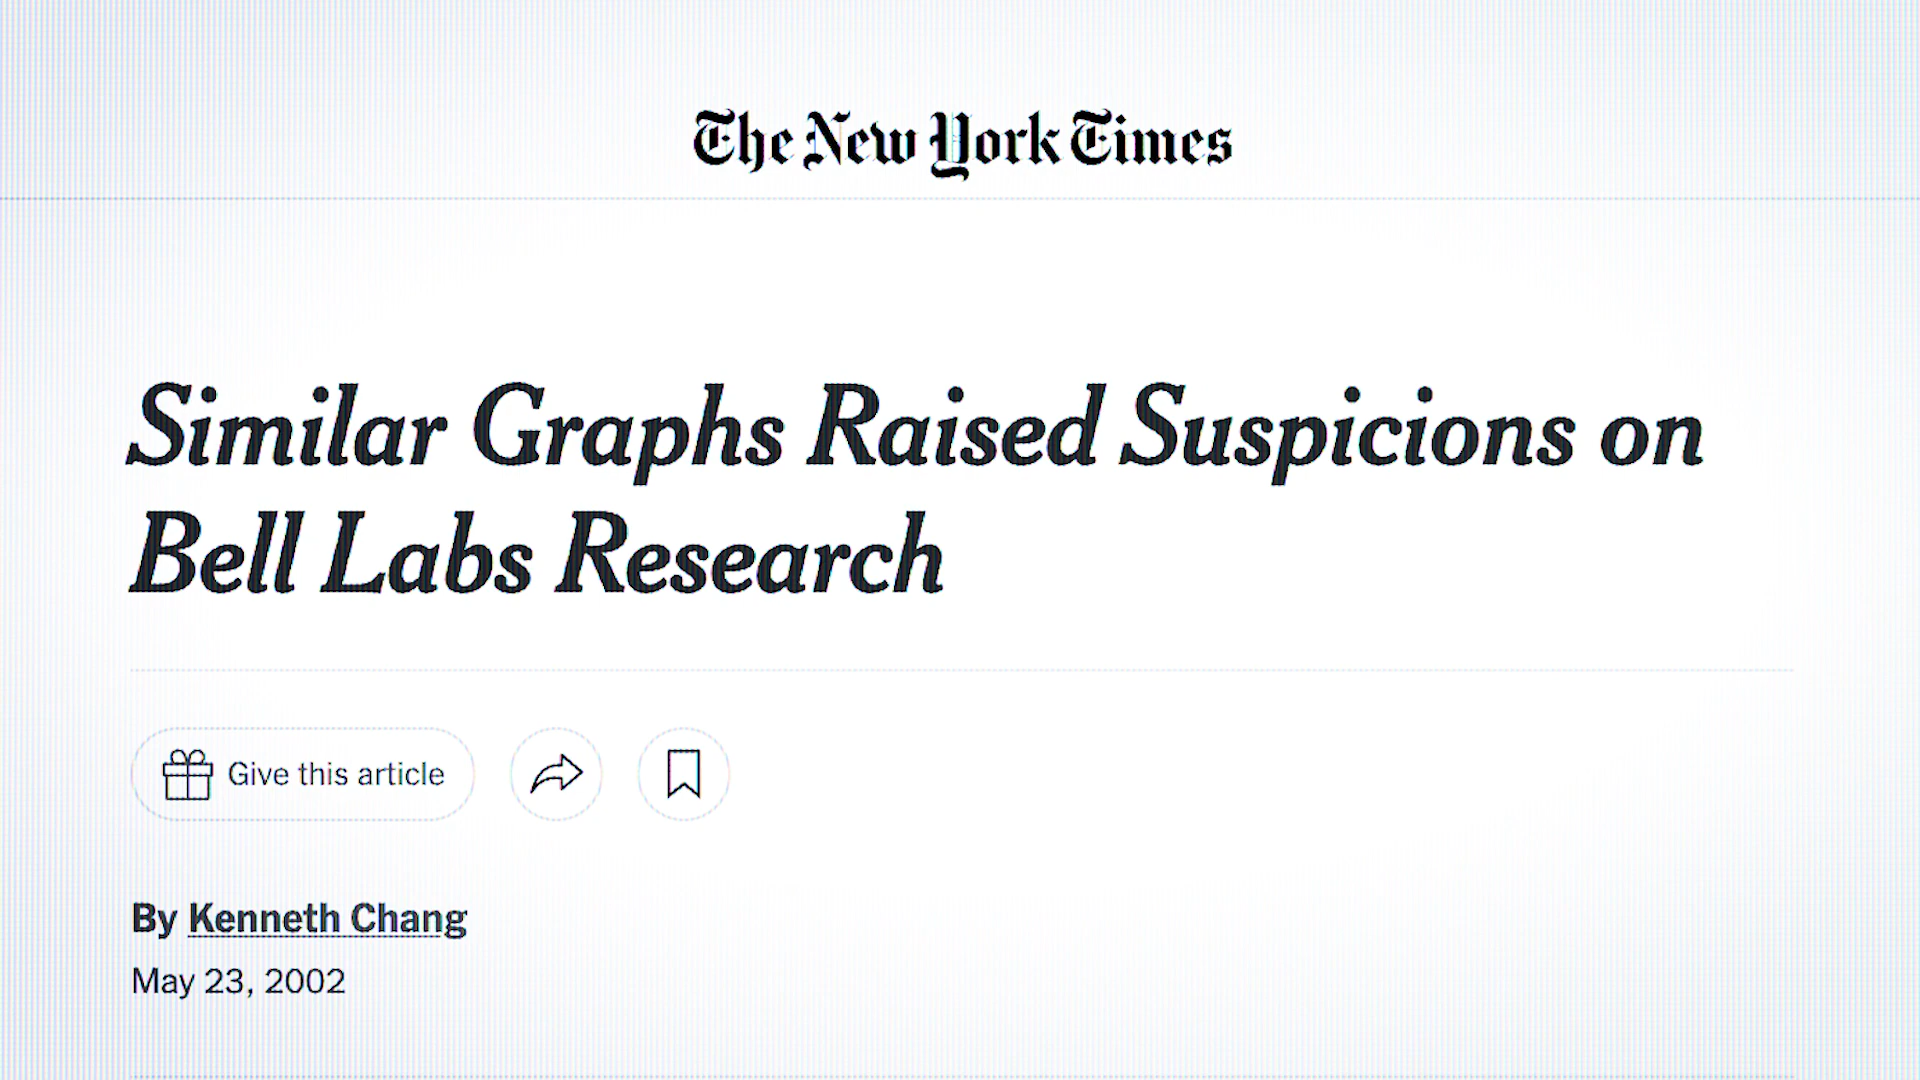 The New York Times
Similar Graphs Raised Suspicions on
Bell Labs Research
Give this article
By Kenneth Chang
May 23, 2002